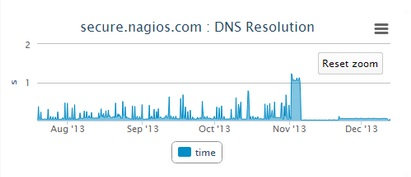 secure.nagios.com : DNS Resolution
2
Reset zoom
s
1
Aug '13 Sep '13 Oct '13 Nov '13 Dec '13
time